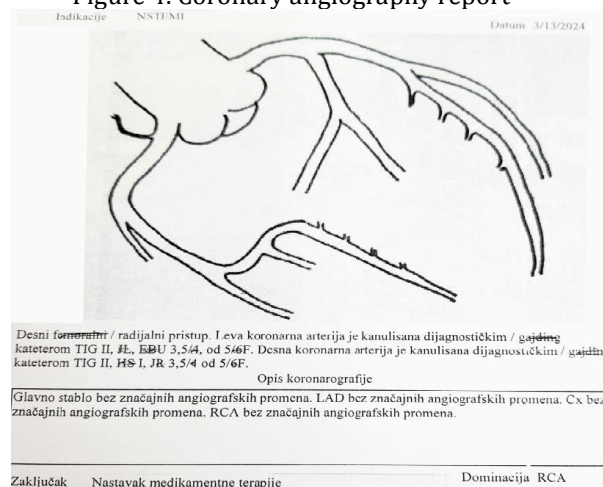 Figure 4. Coronary angiography report
Indikacije NSTEMI
Datum 3/13/2024
Desni femoralni / radijalni pristup. Leva koronarna arterija je kanulisana dijagnostičkim / gajding
kateterom TIG II, JL, EBU 3,5/4, od 5/6F. Desna koronarna arterija je kanulisana dijagnostičkim / gajding
kateterom TIG II, HS I, JR 3,5/4 od 5/6F.
Opis koronarografije
Glavno stablo bez značajnih angiografskih promena. LAD bez značajnih angiografskih promena. Cx bez
značajnih angiografskih promena. RCA bez značajnih angiografskih promena.
Zaključak Nastavak medikamentne terapije
Dominacija RCA